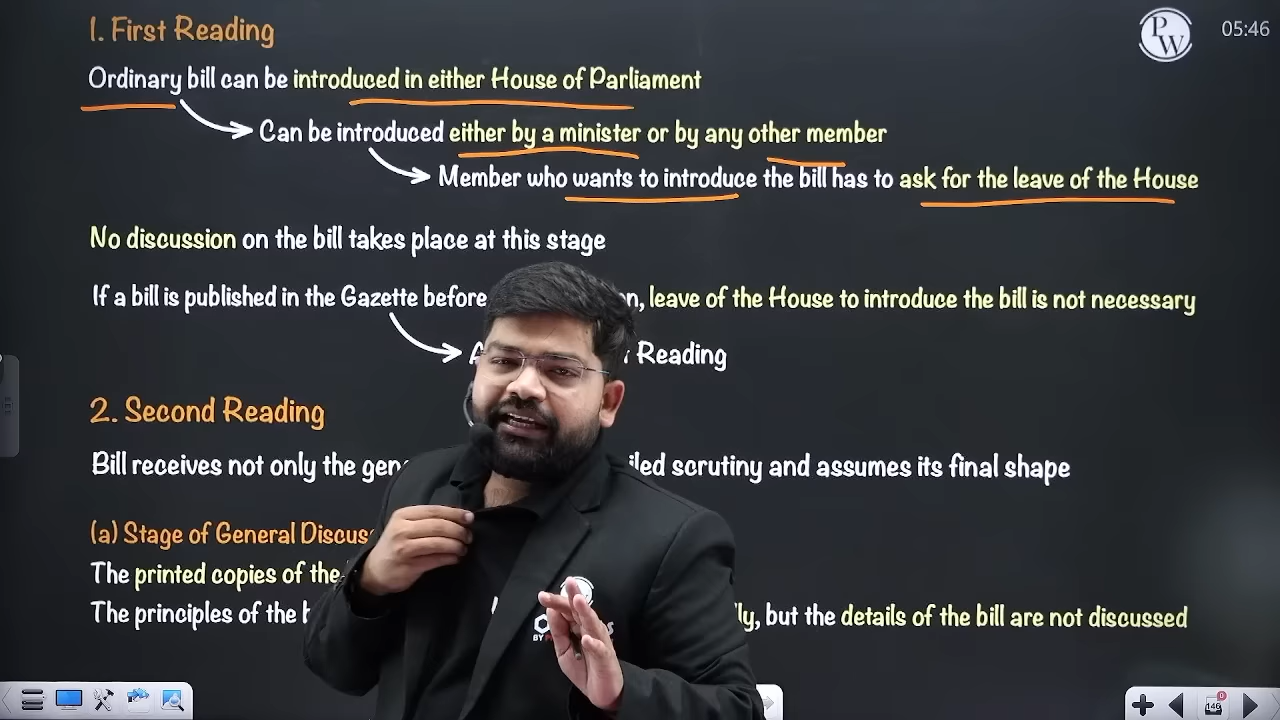 1. First Reading
PW
05:46
Ordinary bill can be introduced in either House of Parliament
Can be introduced either by a minister or by any other member
Member who wants to introduce the bill has to ask for the leave of the House
No discussion on the bill takes place at this stage
If a bill is published in the Gazette before leave of the House to introduce the bill is not necessary
Reading
2. Second Reading
Bill receives not only the scrutiny and assumes its final shape
(a) Stage of General
The printed copies of the
The principles of the but the details of the bill are not discussed
BY
146